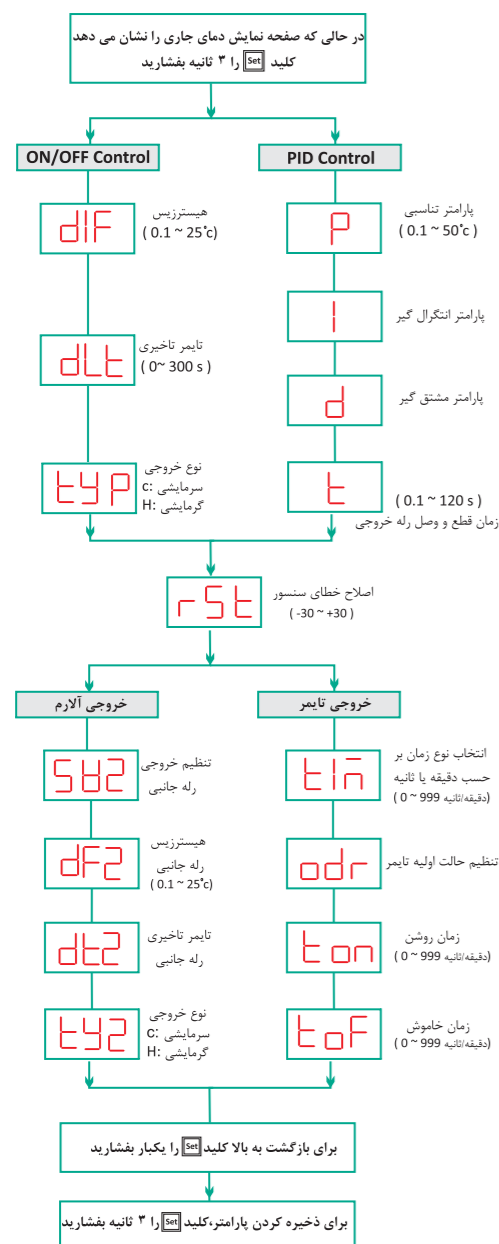 در حالی که صفحه نمایش دمای جاری را نشان می دهد
کلید Set را ۳ ثانیه بفشارید
ON/OFF Control
dIF
هیسترزیس
( 0.1 ~ 25°c)
dLt
تایمر تاخیری
( 0~ 300 s )
tyP
نوع خروجی
سرمایشی :c
گرمایشی :H
PID Control
P
پارامتر تناسبی
( 0.1 ~ 50°c )
I
پارامتر انتگرال گیر
d
پارامتر مشتق گیر
t
( 0.1 ~ 120 s )
زمان قطع و وصل رله خروجی
rSt
اصلاح خطای سنسور
( -30 ~ +30 )
خروجی آلارم
SH2
تنظیم خروجی
رله جانبی
dF2
هیسترزیس
رله جانبی
( 0.1 ~ 25°c)
dt2
تایمر تاخیری
رله جانبی
ty2
نوع خروجی
سرمایشی :c
گرمایشی :H
خروجی تایمر
tIm
انتخاب نوع زمان بر
حسب دقیقه یا ثانیه
(دقیقه/ثانیه 999 ~ 0 )
odr
تنظیم حالت اولیه تایمر
ton
زمان روشن
(دقیقه/ثانیه 999 ~ 0 )
toF
زمان خاموش
(دقیقه/ثانیه 999 ~ 0 )
برای بازگشت به بالا کلید Set را یکبار بفشارید
برای ذخیره کردن پارامتر،کلید Set را ۳ ثانیه بفشارید